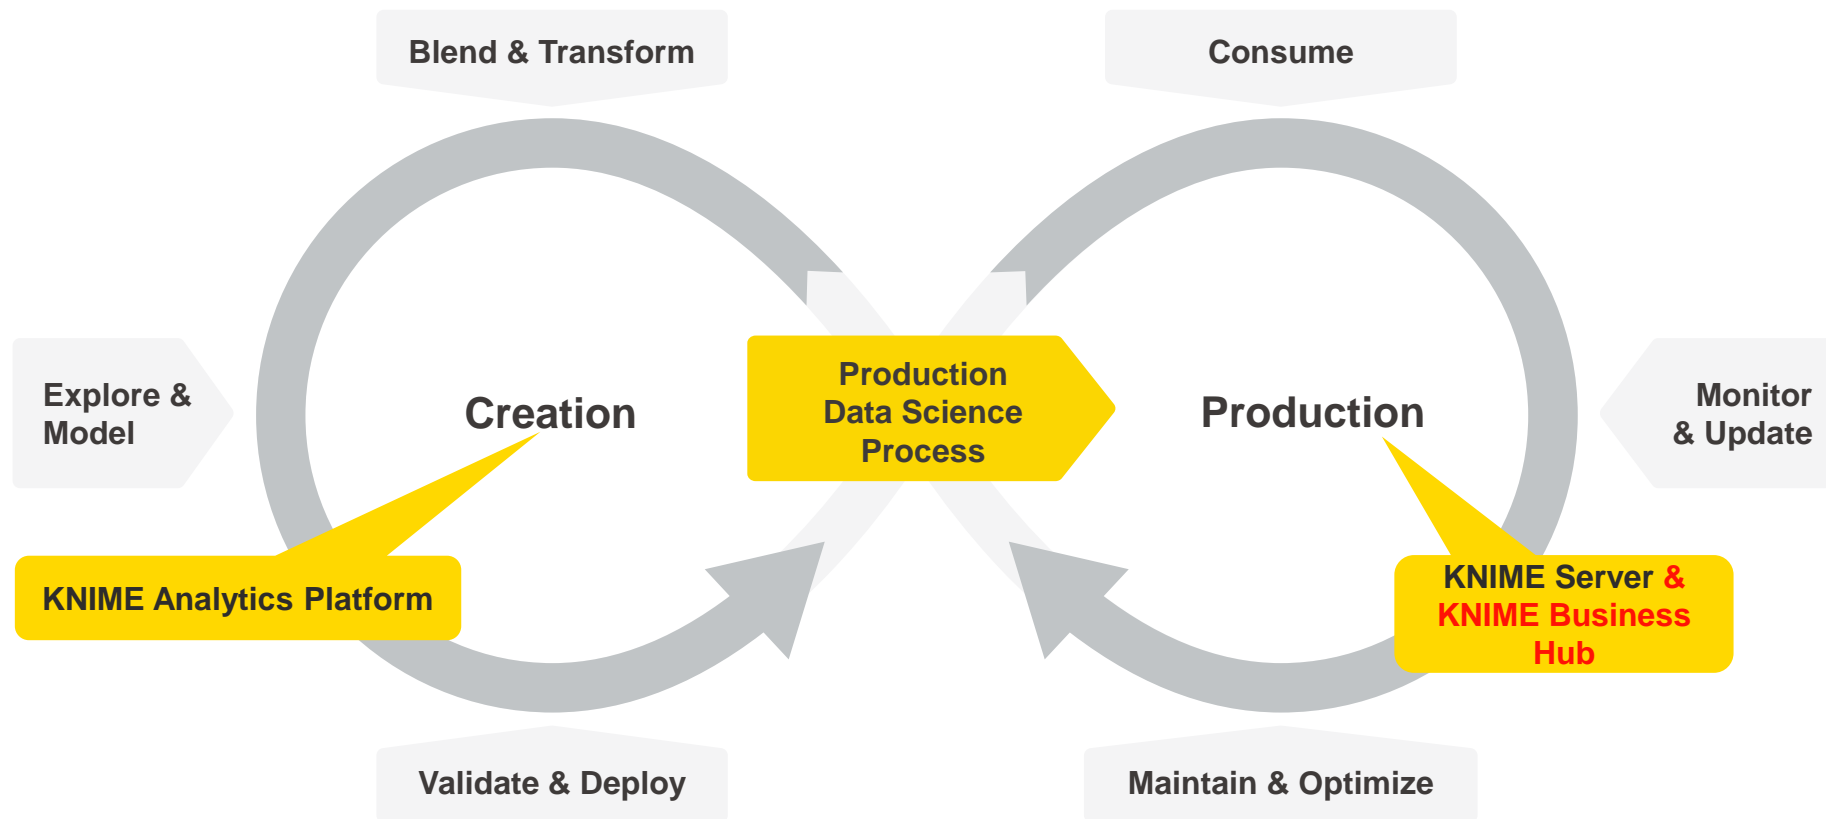 Blend & Transform
Consume
Explore &
Model
Creation
Production
Data Science
Process
Production
Monitor
& Update
KNIME Analytics Platform
KNIME Server &
KNIME Business
Hub
Validate & Deploy
Maintain & Optimize